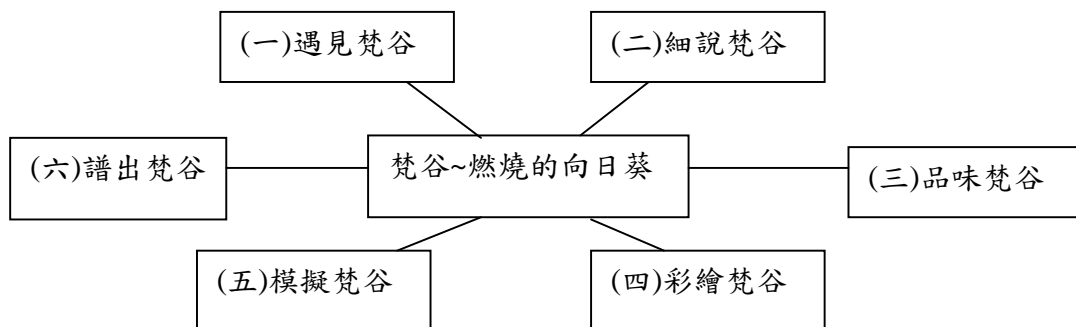 (一)遇見梵谷
(二)細說梵谷
(六)譜出梵谷
梵谷~燃燒的向日葵
(三)品味梵谷
(五)模擬梵谷
(四)彩繪梵谷